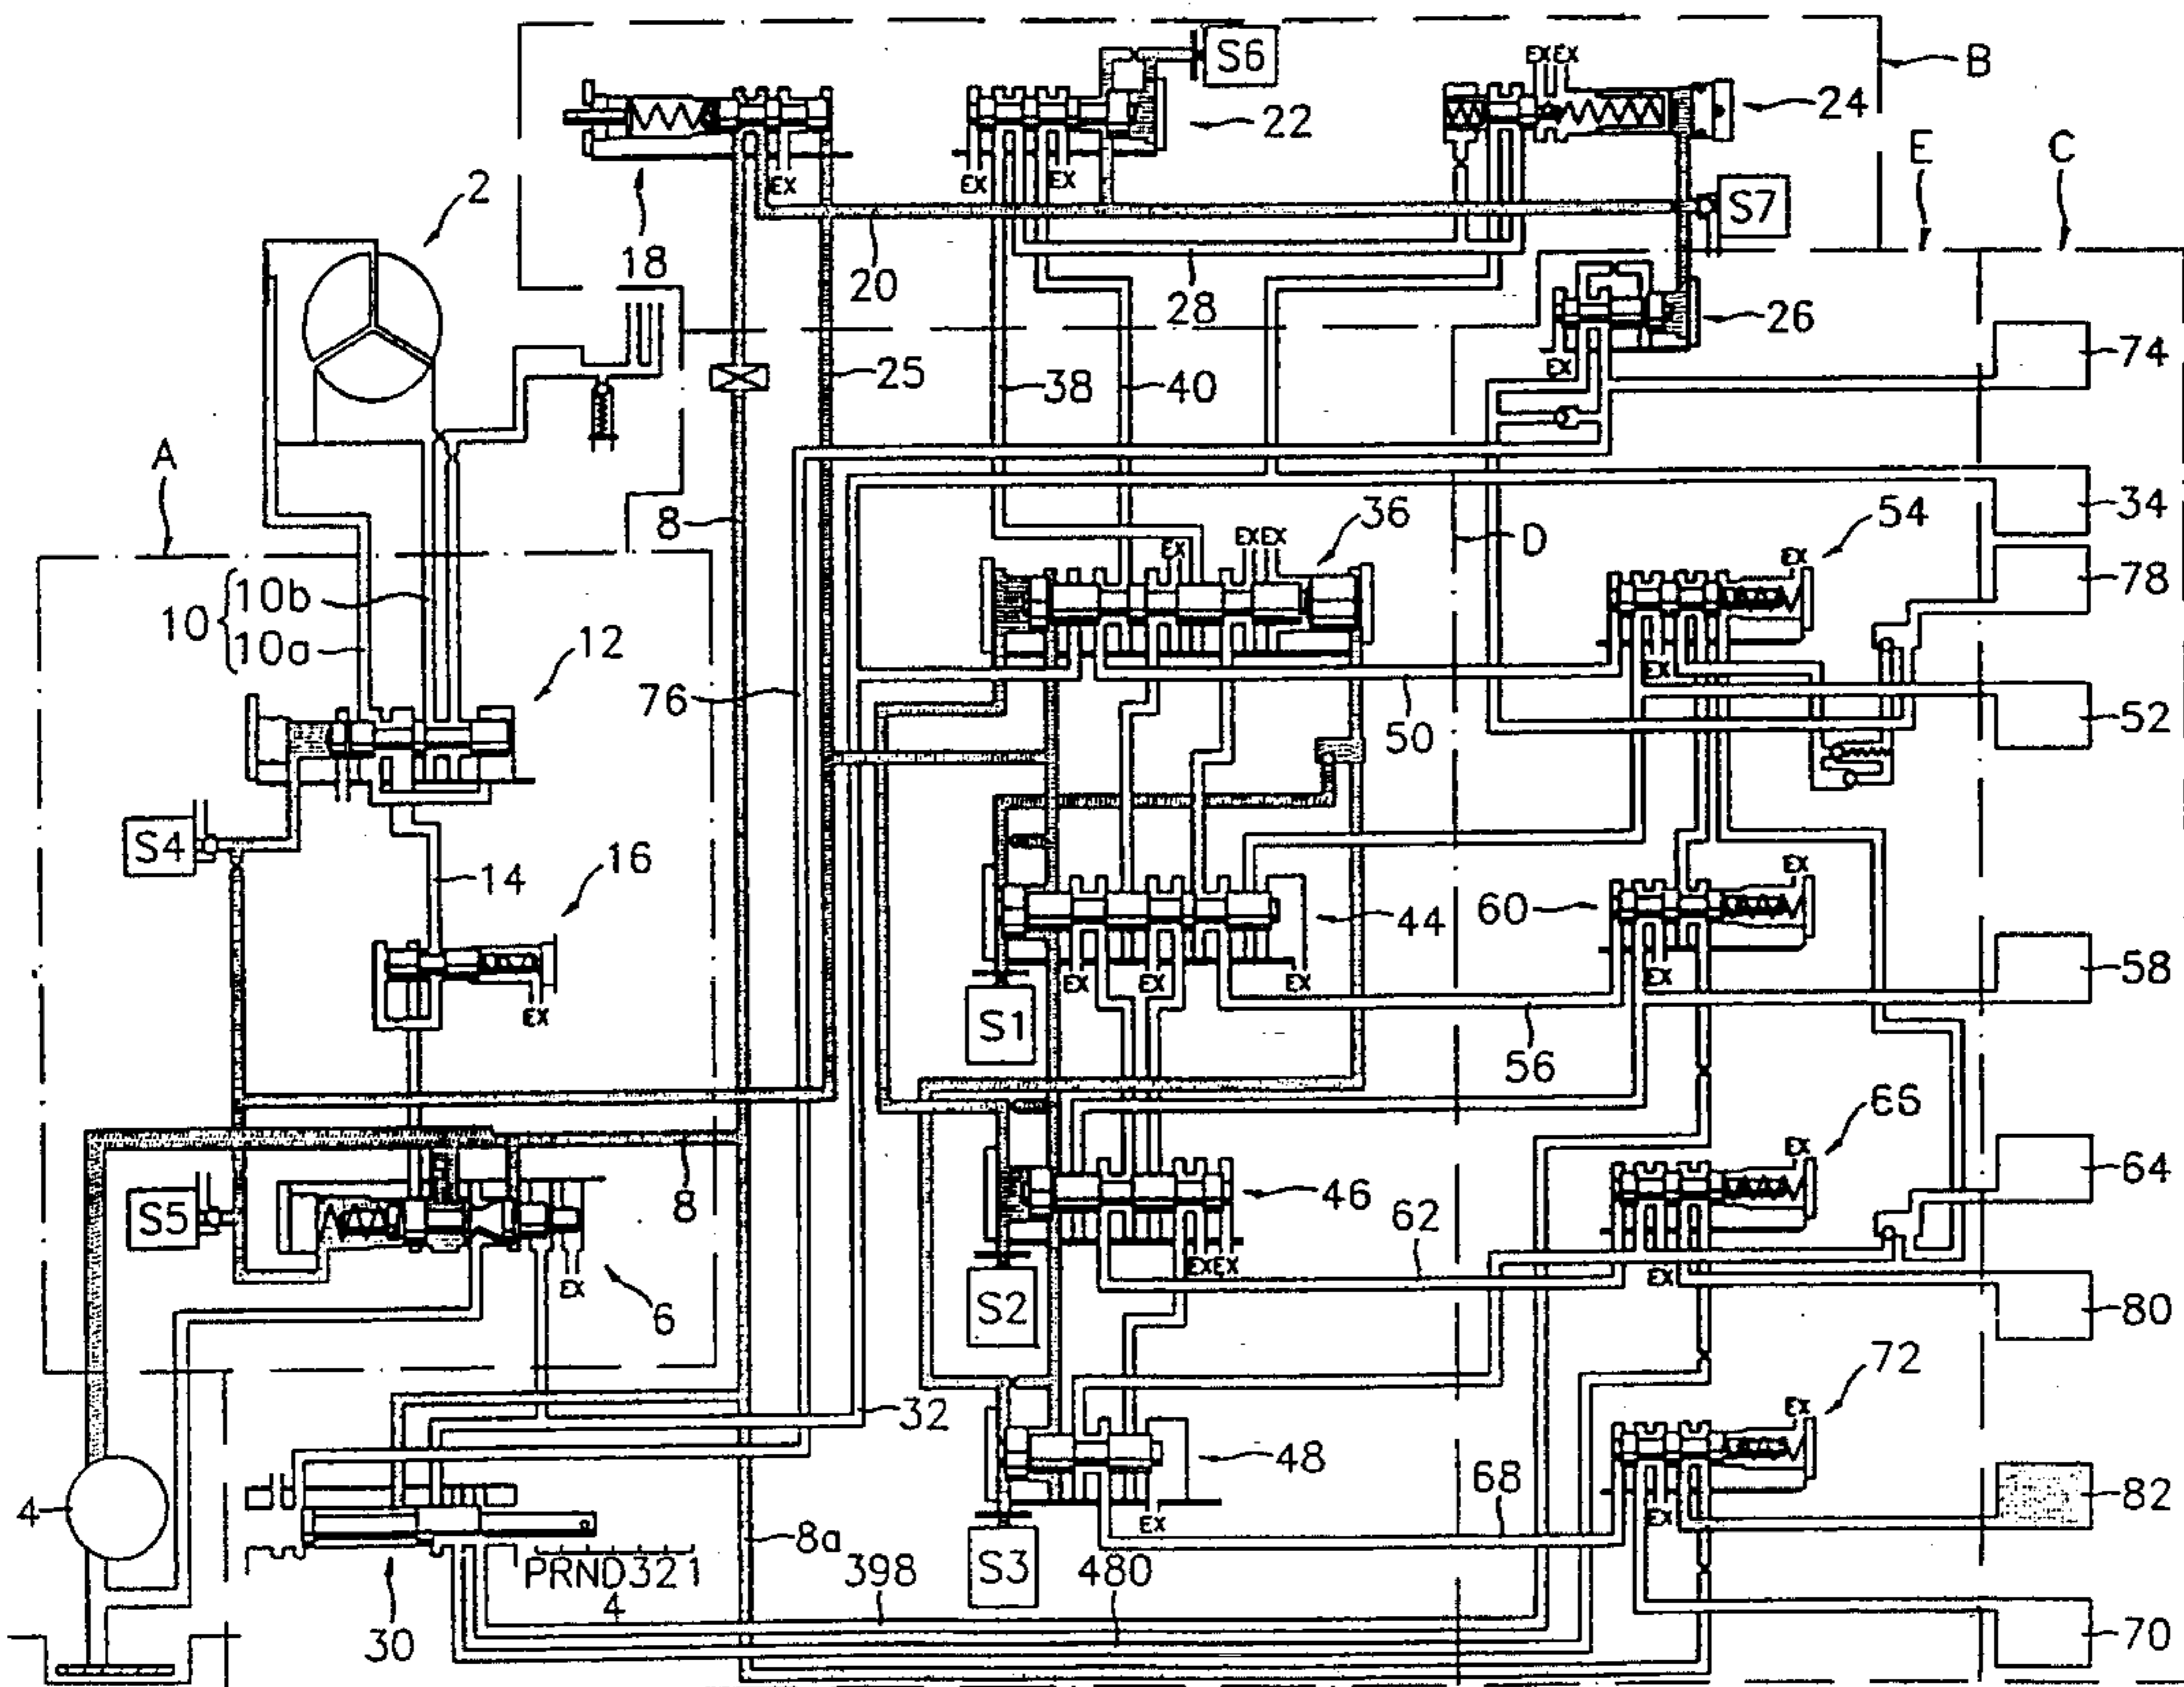 S6
B
EX EX
22
24
E
C
EX
EX
EX
S7
2
18
20
28
26
EX
74
25
38
40
A
8
34
36
54
EX
EX EX
D
EX
78
10 { 10b
10a
12
EX
76
50
52
S4
14
16
EX
60
44
58
EX
EX
EX
EX
EX
S1
56
66
8
EX
64
S5
46
62
EX EX
EX
6
EX
S2
80
72
32
EX
4
48
68
82
EX
EX
8a
S3
PRND321
4
398
480
30
70